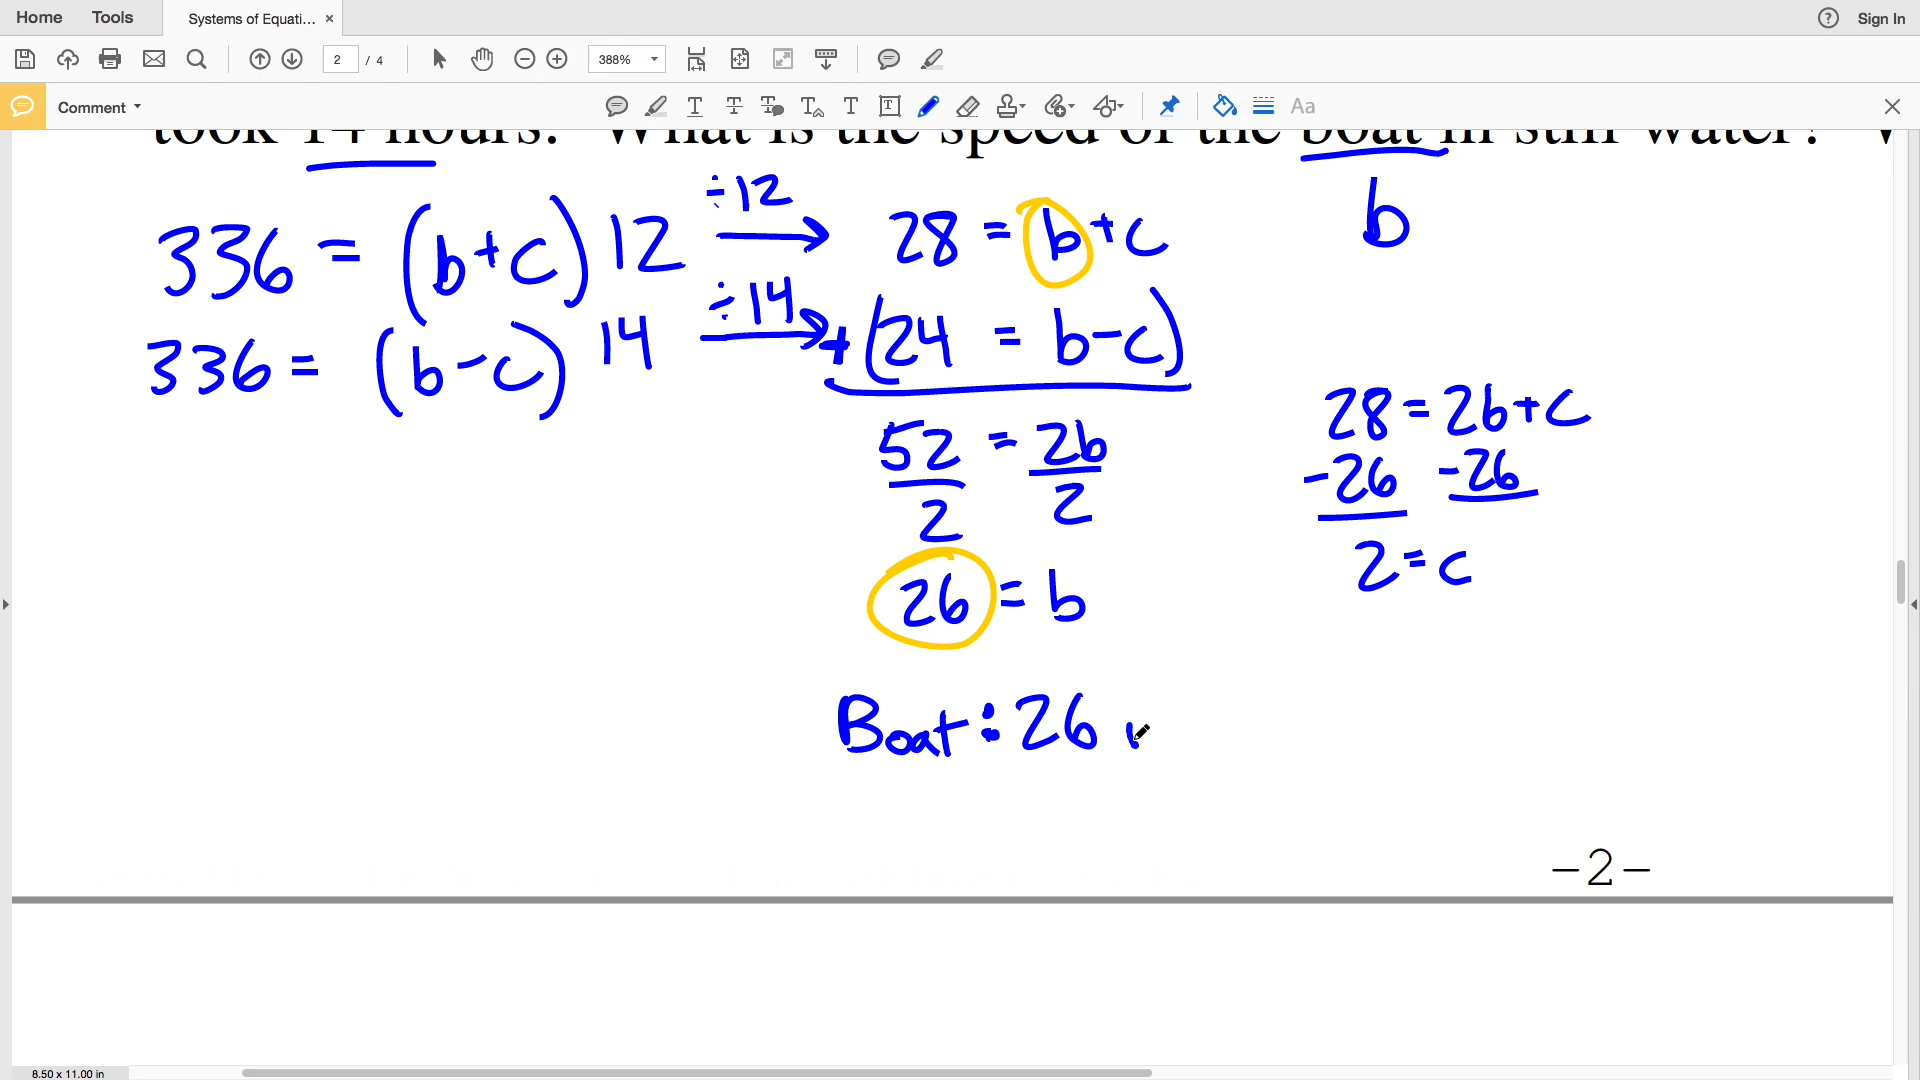 Home Tools Systems of Equati... × Sign In
2 / 4 388%
Comment Aa
took 14 hours. What is the speed of the boat in still water?
b
÷12
336 = (b+c) 12 28 = b+c
÷14
336 = (b-c) 14 +(24 = b-c)
52 = 2b
2 2
26 = b
28 = 26+c
-26 -26
2 = c
Boat: 26
-2-
8.50 x 11.00 in